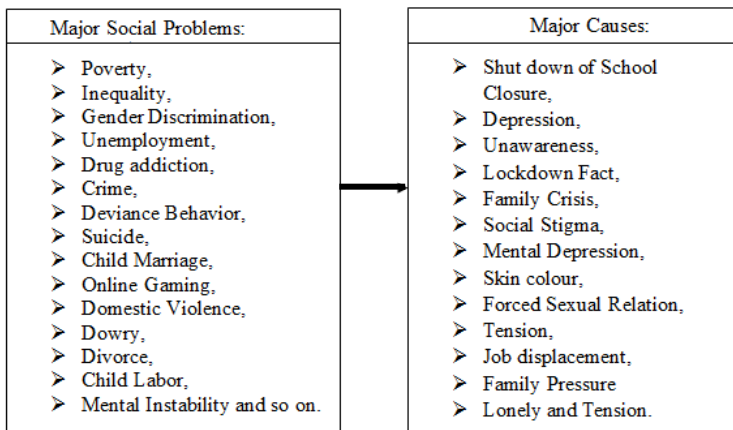 Major Social Problems:
➢ Poverty,
➢ Inequality,
➢ Gender Discrimination,
➢ Unemployment,
➢ Drug addiction,
➢ Crime,
➢ Deviance Behavior,
➢ Suicide,
➢ Child Marriage,
➢ Online Gaming,
➢ Domestic Violence,
➢ Dowry,
➢ Divorce,
➢ Child Labor,
➢ Mental Instability and so on.
Major Causes:
➢ Shut down of School
Closure,
➢ Depression,
➢ Unawareness,
➢ Lockdown Fact,
➢ Family Crisis,
➢ Social Stigma,
➢ Mental Depression,
➢ Skin colour,
➢ Forced Sexual Relation,
➢ Tension,
➢ Job displacement,
➢ Family Pressure
➢ Lonely and Tension.